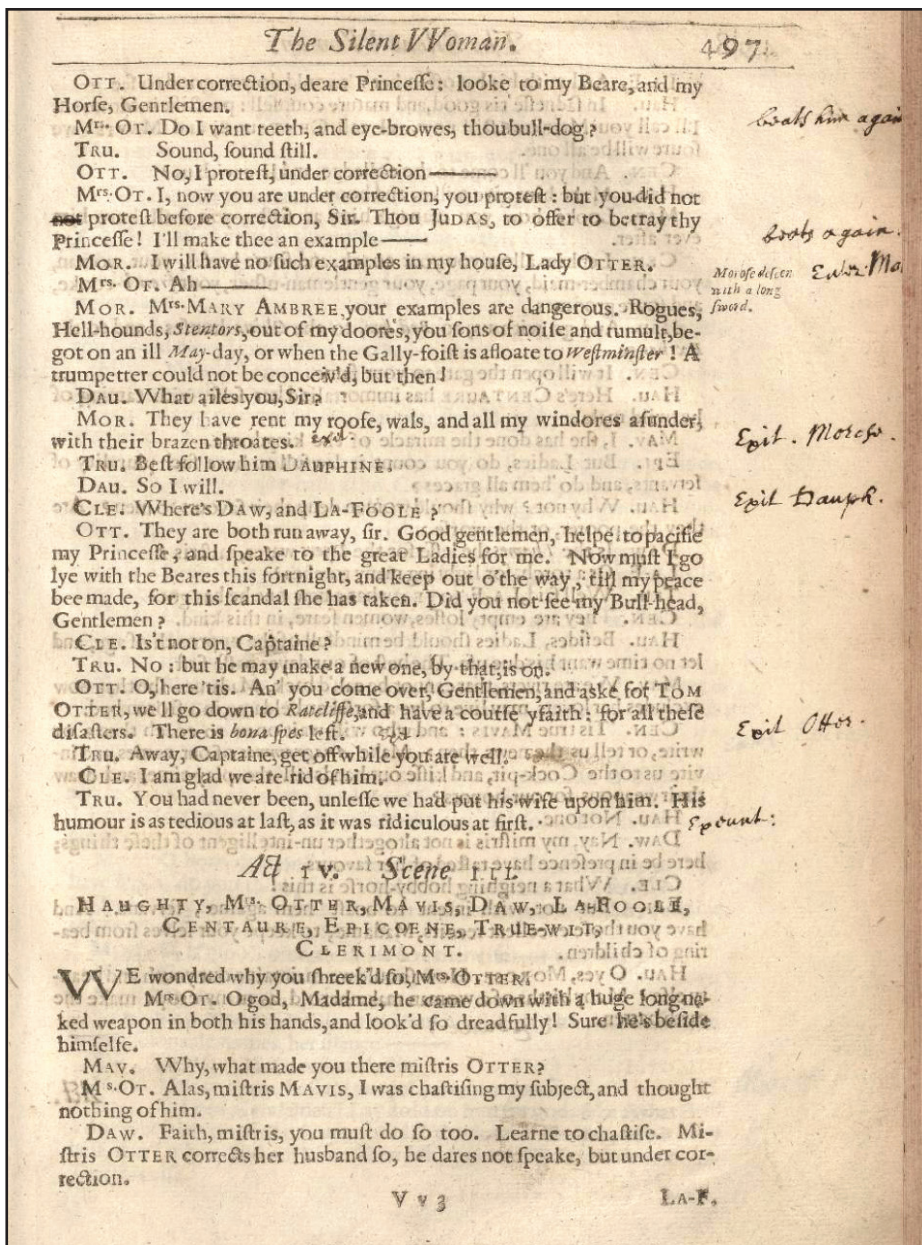 The Silent VVoman. 497
OTT. Under correction, deare Princesse: looke to my Beare, and my
Horse, Gentlemen.
Mrs. OT. Do I want teeth, and eye-browes, thou bull-dog?
beats him again
TRU. Sound, sound still.
OTT. No, I protest, under correction———
Mrs. OT. I, now you are under correction, you protest: but you did not
not protest before correction, Sir. Thou JUDAS, to offer to betray thy
Princesse! I'll make thee an example——
beats again.
MOR. I will have no such examples in my house, Lady OTTER.
Morose descen
with a long
sword.
Enter Mo
Mrs. OT. Ah———
MOR. Mrs. MARY AMBREE, your examples are dangerous. Rogues,
Hell-hounds, Stentors, out of my doores, you sons of noise and tumult, be-
got on an ill May-day, or when the Gally-foist is afloate to Westminster! A
trumpetter could not be conceiv'd, but then!
DAU. What ailes you, Sir?
MOR. They have rent my roofe, wals, and all my windores asunder,
with their brazen throates. exit.
Exit. Morose.
TRU. Best follow him DAUPHINE.
DAU. So I will.
Exit Dauph.
CLE. Where's DAW, and LA-FOOLE?
OTT. They are both run away, sir. Good gentlemen, helpe to pacifie
my Princesse, and speake to the great Ladies for me. Now must I go
lye with the Beares this fortnight, and keep out o'the way, till my peace
bee made, for this scandal she has taken. Did you not see my Bull-head,
Gentlemen?
CLE. Is't not on, Captaine?
TRU. No: but he may make a new one, by that, is on.
OTT. O, here 'tis. An' you come over, Gentlemen, and aske for TOM
OTTER, we'll go down to Ratcliffe, and have a course yfaith: for all these
disasters. There is bona spes left.
Exit Otter.
TRU. Away, Captaine, get off while you are well.
CLE. I am glad we are rid of him.
TRU. You had never been, unlesse we had put his wife upon him. His
humour is as tedious at last, as it was ridiculous at first.
Exeunt:
Act IV. Scene III.
HAUGHTY, Ms. OTTER, MAVIS, DAW, LA-FOOLE,
CENTAURE, EPICOENE, TRUE-WIT,
CLERIMONT.
WE wondred why you shreek'd so, Ms. OTTER.
Ms. OT. O god, Madame, he came down with a huge long na-
ked weapon in both his hands, and look'd so dreadfully! Sure he's beside
himselfe.
MAV. Why, what made you there mistris OTTER?
Ms. OT. Alas, mistris MAVIS, I was chastising my subject, and thought
nothing of him.
DAW. Faith, mistris, you must do so too. Learne to chastise. Mi-
stris OTTER corrects her husband so, he dares not speake, but under cor-
rection.
V v 3 LA-F.